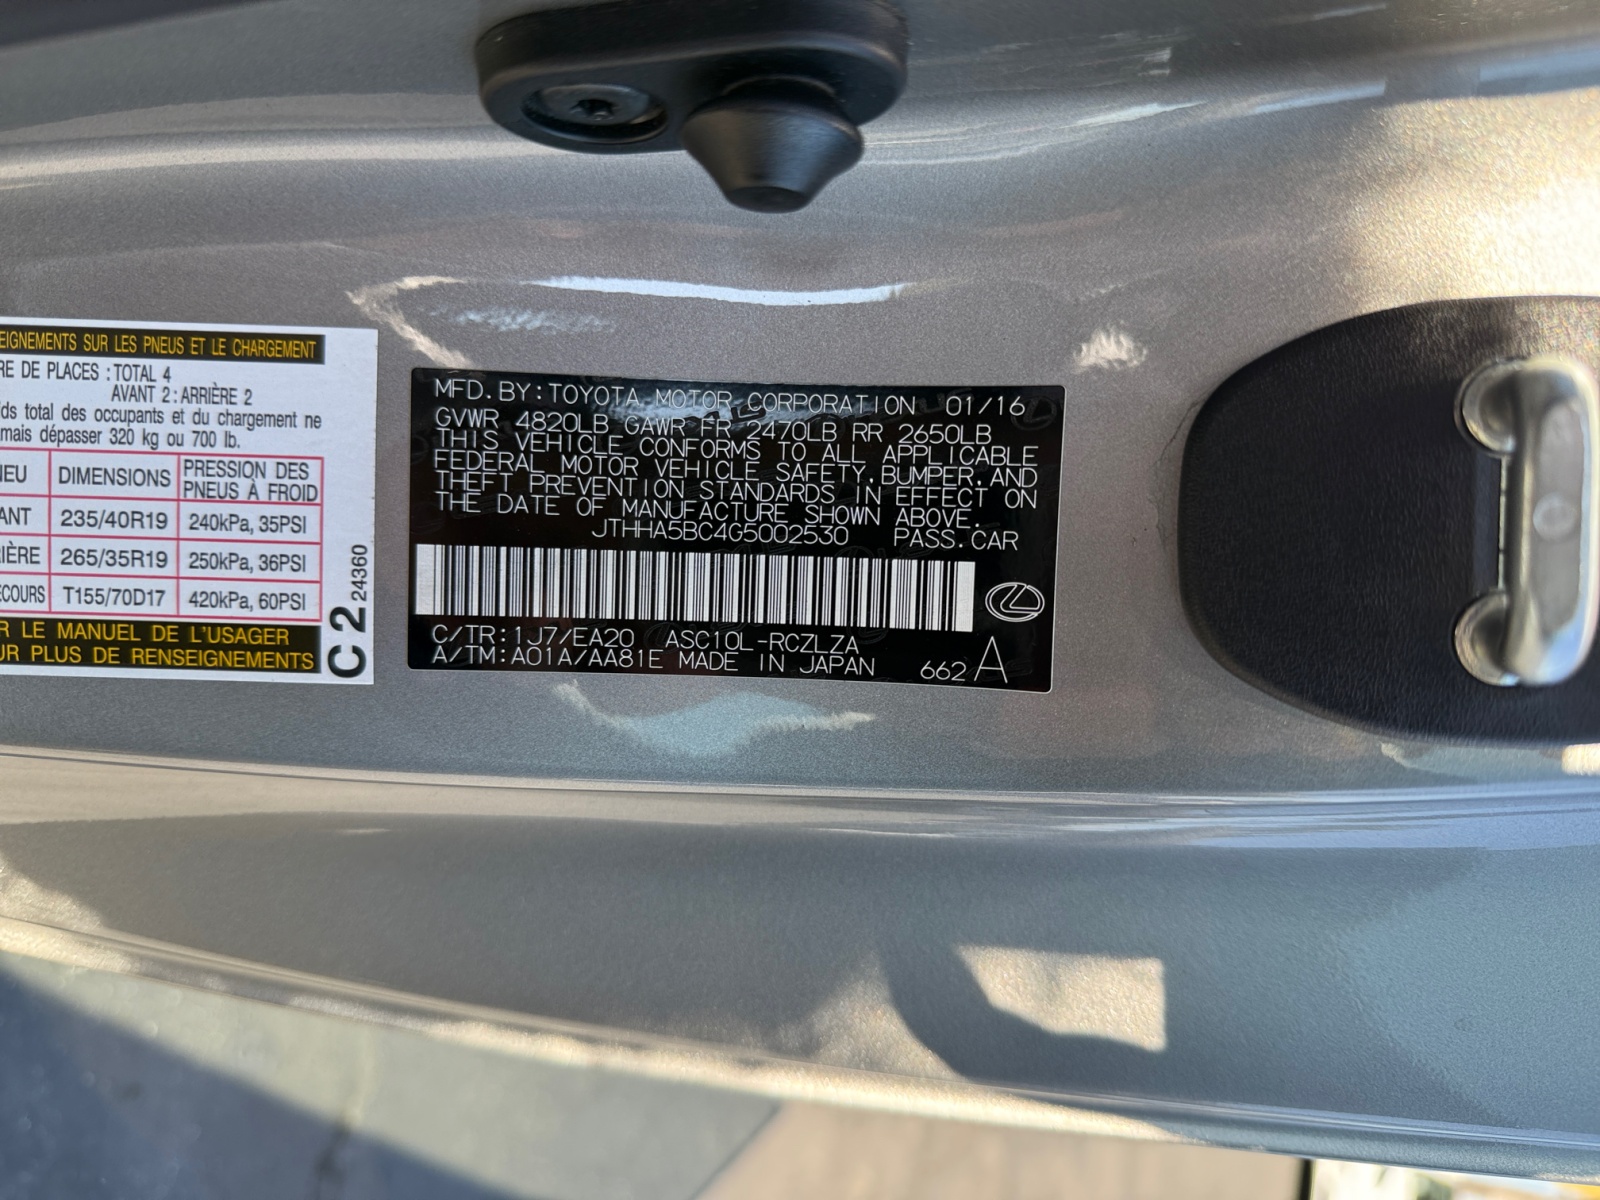 EIGNEMENTS SUR LES PNEUS ET LE CHARGEMENT
RE DE PLACES : TOTAL 4
AVANT 2 : ARRIÈRE 2
ids total des occupants et du chargement ne
mais dépasser 320 kg ou 700 lb.
NEU DIMENSIONS PRESSION DES PNEUS À FROID
ANT 235/40R19 240kPa, 35PSI
RIÈRE 265/35R19 250kPa, 36PSI
ECOURS T155/70D17 420kPa, 60PSI
R LE MANUEL DE L'USAGER
UR PLUS DE RENSEIGNEMENTS
C2 24360
MFD. BY: TOYOTA MOTOR CORPORATION 01/16
GVWR 4820LB GAWR FR 2470LB RR 2650LB
THIS VEHICLE CONFORMS TO ALL APPLICABLE
FEDERAL MOTOR VEHICLE SAFETY, BUMPER, AND
THEFT PREVENTION STANDARDS IN EFFECT ON
THE DATE OF MANUFACTURE SHOWN ABOVE.
JTHHA5BC4G5002530 PASS. CAR
C/TR: 1J7/EA20 ASC10L-RCZLZA
A/TM: A01A/AA81E MADE IN JAPAN 662 A